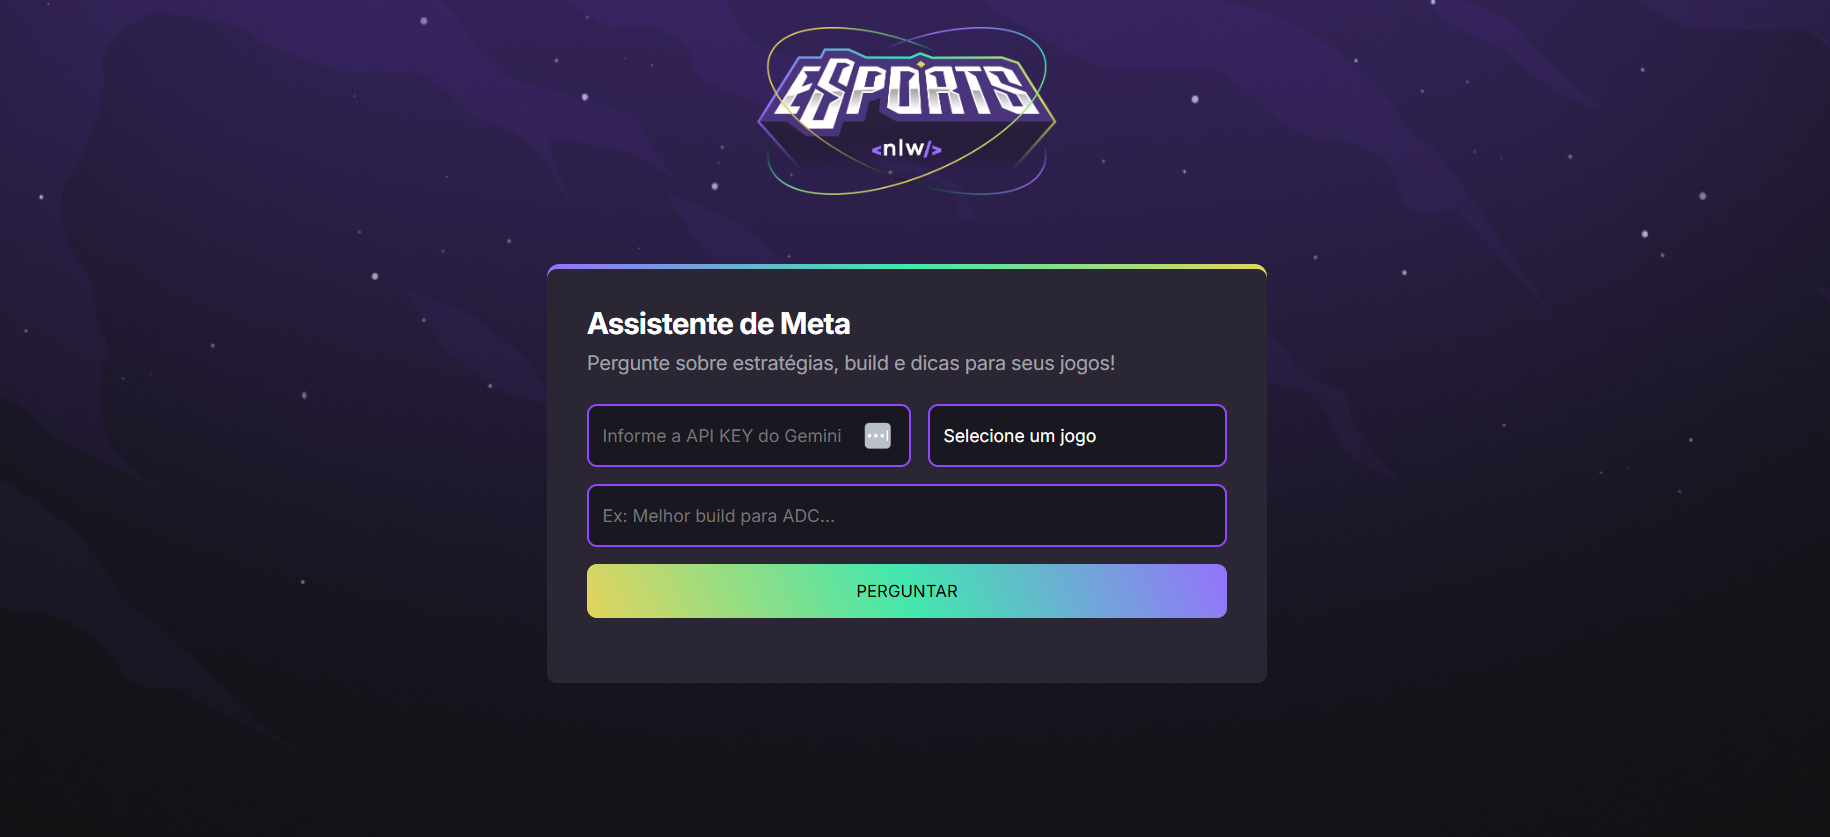 eSPORTS
<nlw/>
Assistente de Meta
Pergunte sobre estratégias, build e dicas para seus jogos!
Informe a API KEY do Gemini
Selecione um jogo
Ex: Melhor build para ADC...
PERGUNTAR